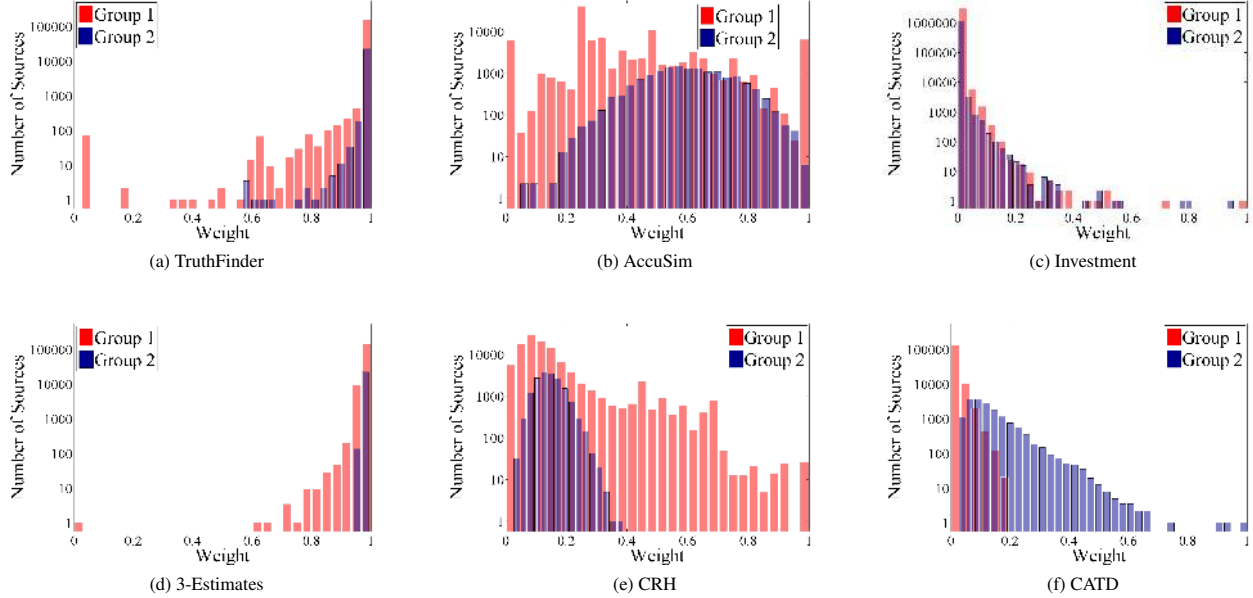 Group 1
Group 2
Number of Sources
100000
10000
1000
100
10
1
0
0.2
0.4
0.6
0.8
1
Weight
(a) TruthFinder
Group 1
Group 2
Number of Sources
10000
1000
100
10
1
0
0.2
0.4
0.6
0.8
1
Weight
(b) AccuSim
Group 1
Group 2
Number of Sources
1000000
100000
10000
1000
100
10
1
0
0.2
0.4
0.6
0.8
1
Weight
(c) Investment
Group 1
Group 2
Number of Sources
100000
10000
1000
100
10
1
0
0.2
0.4
0.6
0.8
1
Weight
(d) 3-Estimates
Group 1
Group 2
Number of Sources
10000
1000
100
10
1
0
0.2
0.4
0.6
0.8
1
Weight
(e) CRH
Group 1
Group 2
Number of Sources
100000
10000
1000
100
10
1
0
0.2
0.4
0.6
0.8
1
Weight
(f) CATD